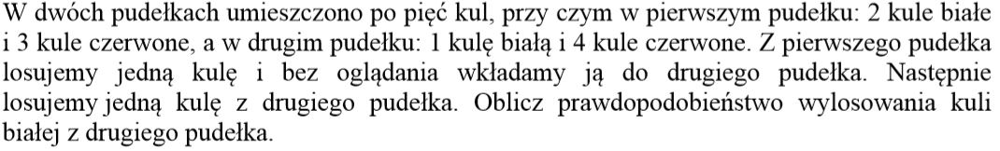 W dwóch pudełkach umieszczono po pięć kul, przy czym w pierwszym pudełku: 2 kule białe
i 3 kule czerwone, a w drugim pudełku: 1 kulę białą i 4 kule czerwone. Z pierwszego pudełka
losujemy jedną kulę i bez oglądania wkładamy ją do drugiego pudełka. Następnie
losujemy jedną kulę z drugiego pudełka. Oblicz prawdopodobieństwo wylosowania kuli
białej z drugiego pudełka.